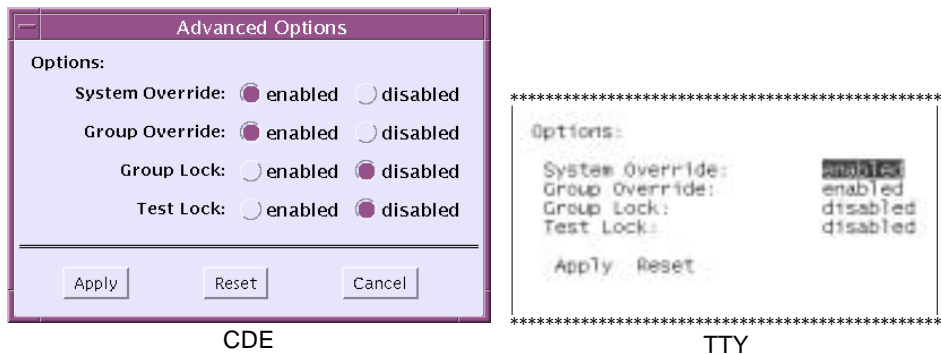 Advanced Options
Options:
System Override: enabled disabled
Group Override: enabled disabled
Group Lock: enabled disabled
Test Lock: enabled disabled
Apply Reset Cancel
CDE
**************************************************
Options:
System Override: enabled
Group Override: enabled
Group Lock: disabled
Test Lock: disabled
Apply Reset
**************************************************
TTY